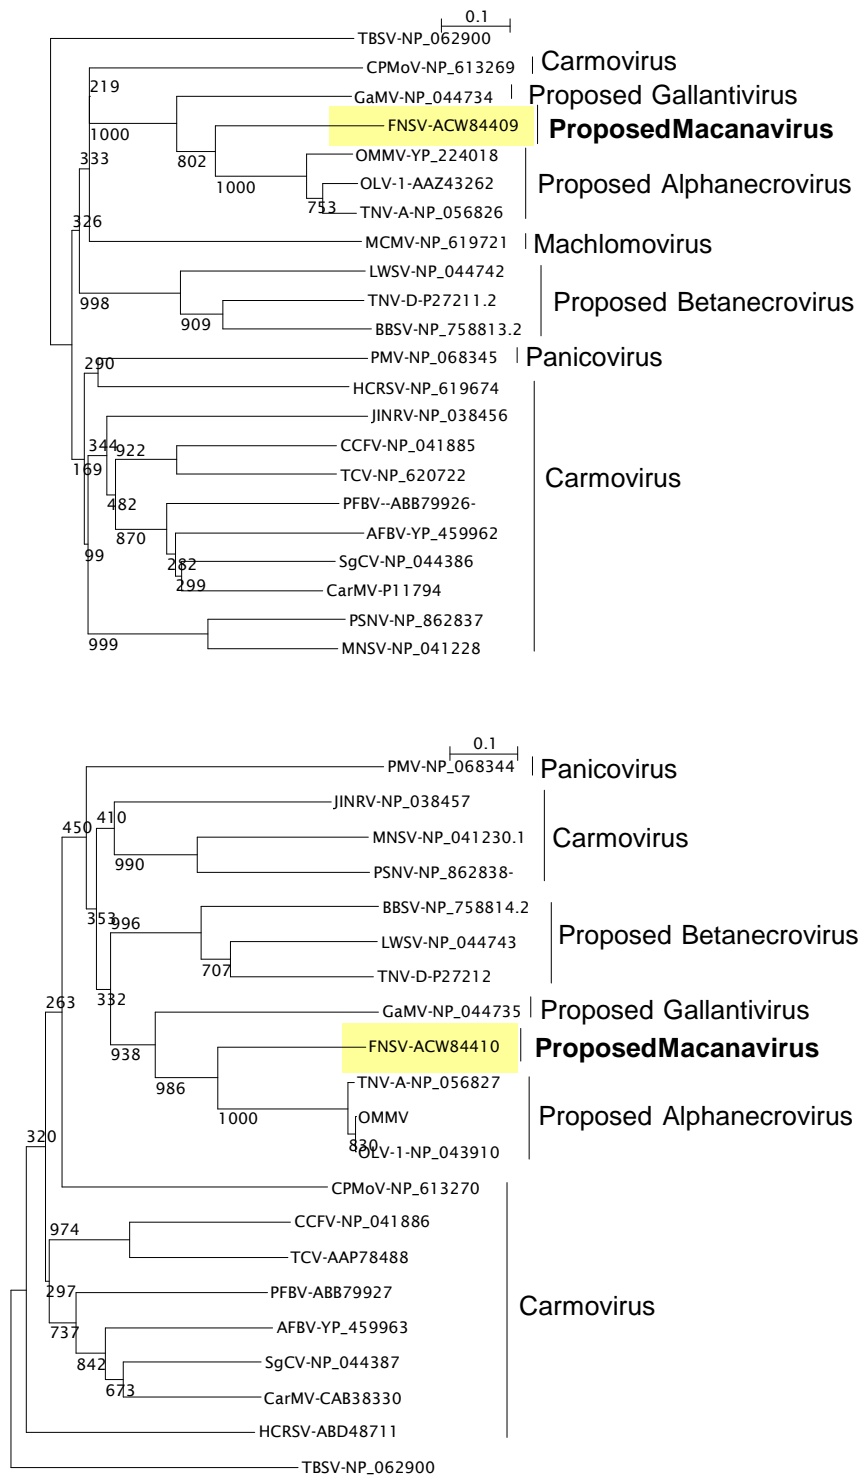 0.1
TBSV-NP_062900
CPMoV-NP_613269 Carmovirus
219
GaMV-NP_044734 Proposed Gallantivirus
FNSV-ACW84409 ProposedMacanavirus
1000
802
OMMV-YP_224018
333
1000
OLV-1-AAZ43262 Proposed Alphanecrovirus
753
TNV-A-NP_056826
326
MCMV-NP_619721 Machlomovirus
LWSV-NP_044742
998
TNV-D-P27211.2 Proposed Betanecrovirus
909
BBSV-NP_758813.2
290
PMV-NP_068345 Panicovirus
HCRSV-NP_619674
JINRV-NP_038456
344
922
CCFV-NP_041885
169
TCV-NP_620722
Carmovirus
482
PFBV--ABB79926-
870
AFBV-YP_459962
99
282
SgCV-NP_044386
299
CarMV-P11794
PSNV-NP_862837
999
MNSV-NP_041228
0.1
PMV-NP_068344 Panicovirus
JINRV-NP_038457
410
450
MNSV-NP_041230.1 Carmovirus
990
PSNV-NP_862838-
BBSV-NP_758814.2
353
996
LWSV-NP_044743 Proposed Betanecrovirus
707
TNV-D-P27212
332
263
GaMV-NP_044735 Proposed Gallantivirus
FNSV-ACW84410 ProposedMacanavirus
938
986
TNV-A-NP_056827
1000
OMMV Proposed Alphanecrovirus
320
830
OLV-1-NP_043910
CPMoV-NP_613270
CCFV-NP_041886
974
TCV-AAP78488
297
PFBV-ABB79927
Carmovirus
737
AFBV-YP_459963
842
SgCV-NP_044387
673
CarMV-CAB38330
HCRSV-ABD48711
TBSV-NP_062900